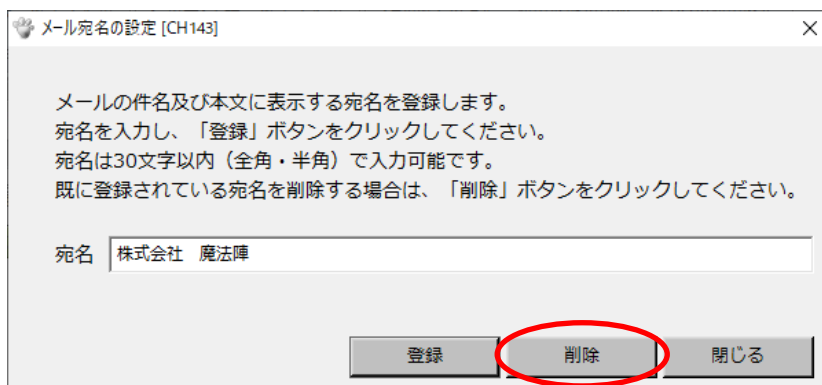 メール宛名の設定 [CH143]
メールの件名及び本文に表示する宛名を登録します。
宛名を入力し、「登録」ボタンをクリックしてください。
宛名は30文字以内（全角・半角）で入力可能です。
既に登録されている宛名を削除する場合は、「削除」ボタンをクリックしてください。
宛名 株式会社　魔法陣
登録 削除 閉じる